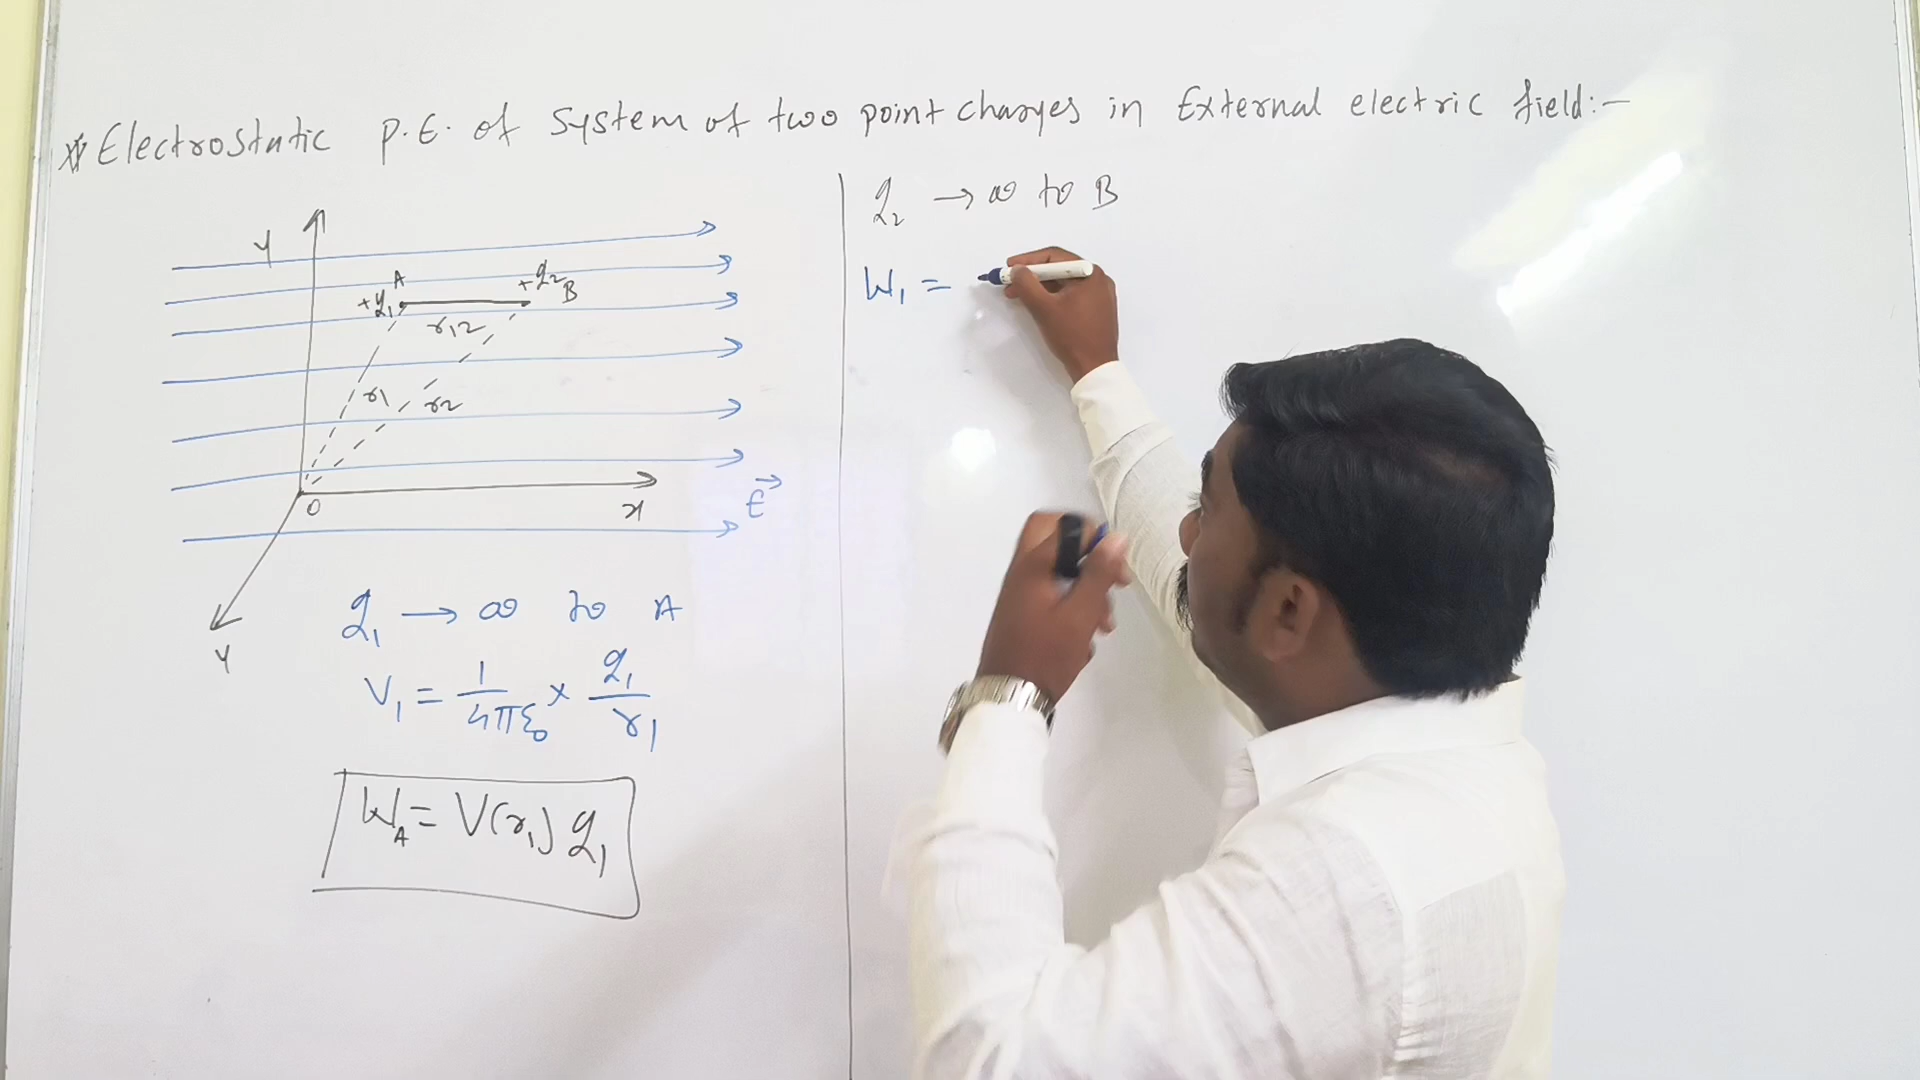 * Electrostatic P.E. of System of two point charges in External electric field:-
Y
A
+q₁
+q₂
B
r₁₂
r₁
r₂
O
x
E⃗
Y
q₁ → ∞ to A
V₁ = 1/4πε₀ × q₁/r₁
W_A = V(r₁) q₁
q₂ → ∞ to B
W₁ =